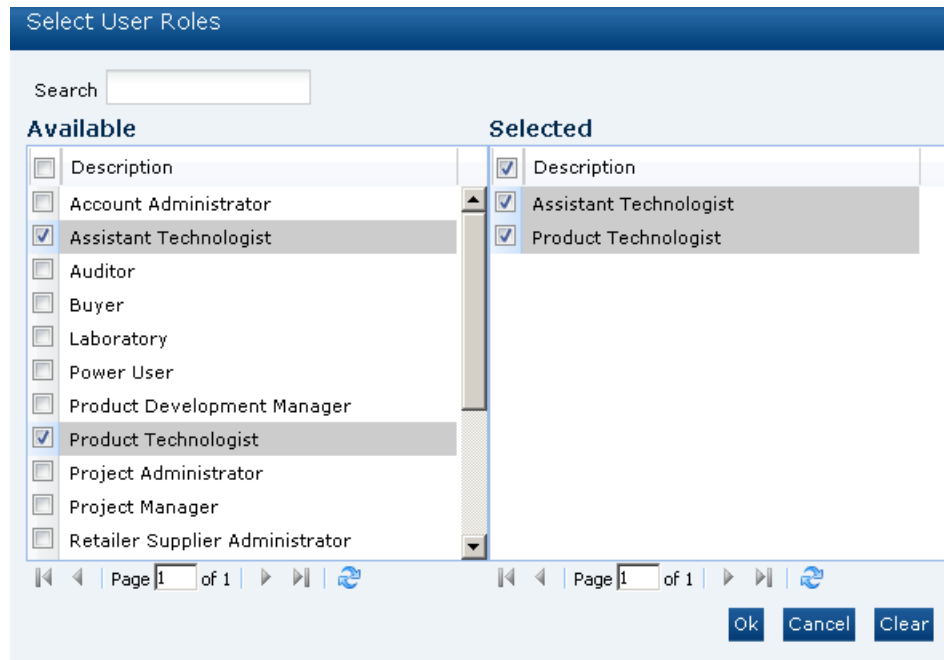 Select User Roles
Search
Available
Description
Account Administrator
Assistant Technologist
Auditor
Buyer
Laboratory
Power User
Product Development Manager
Product Technologist
Project Administrator
Project Manager
Retailer Supplier Administrator
Page 1 of 1
Selected
Description
Assistant Technologist
Product Technologist
Page 1 of 1
Ok Cancel Clear